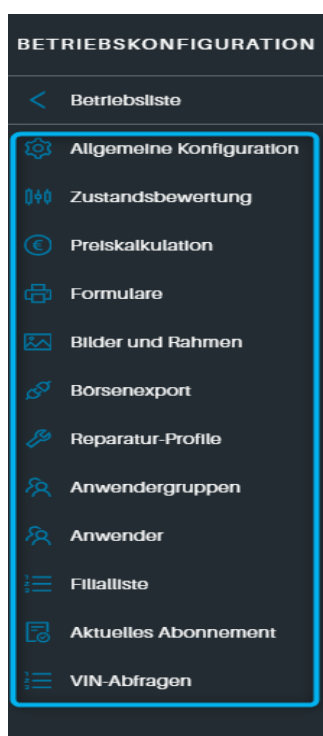 BETRIEBSKONFIGURATION
< Betriebsliste
Allgemeine Konfiguration
Zustandsbewertung
Preiskalkulation
Formulare
Bilder und Rahmen
Börsenexport
Reparatur-Profile
Anwendergruppen
Anwender
Filialliste
Aktuelles Abonnement
VIN-Abfragen